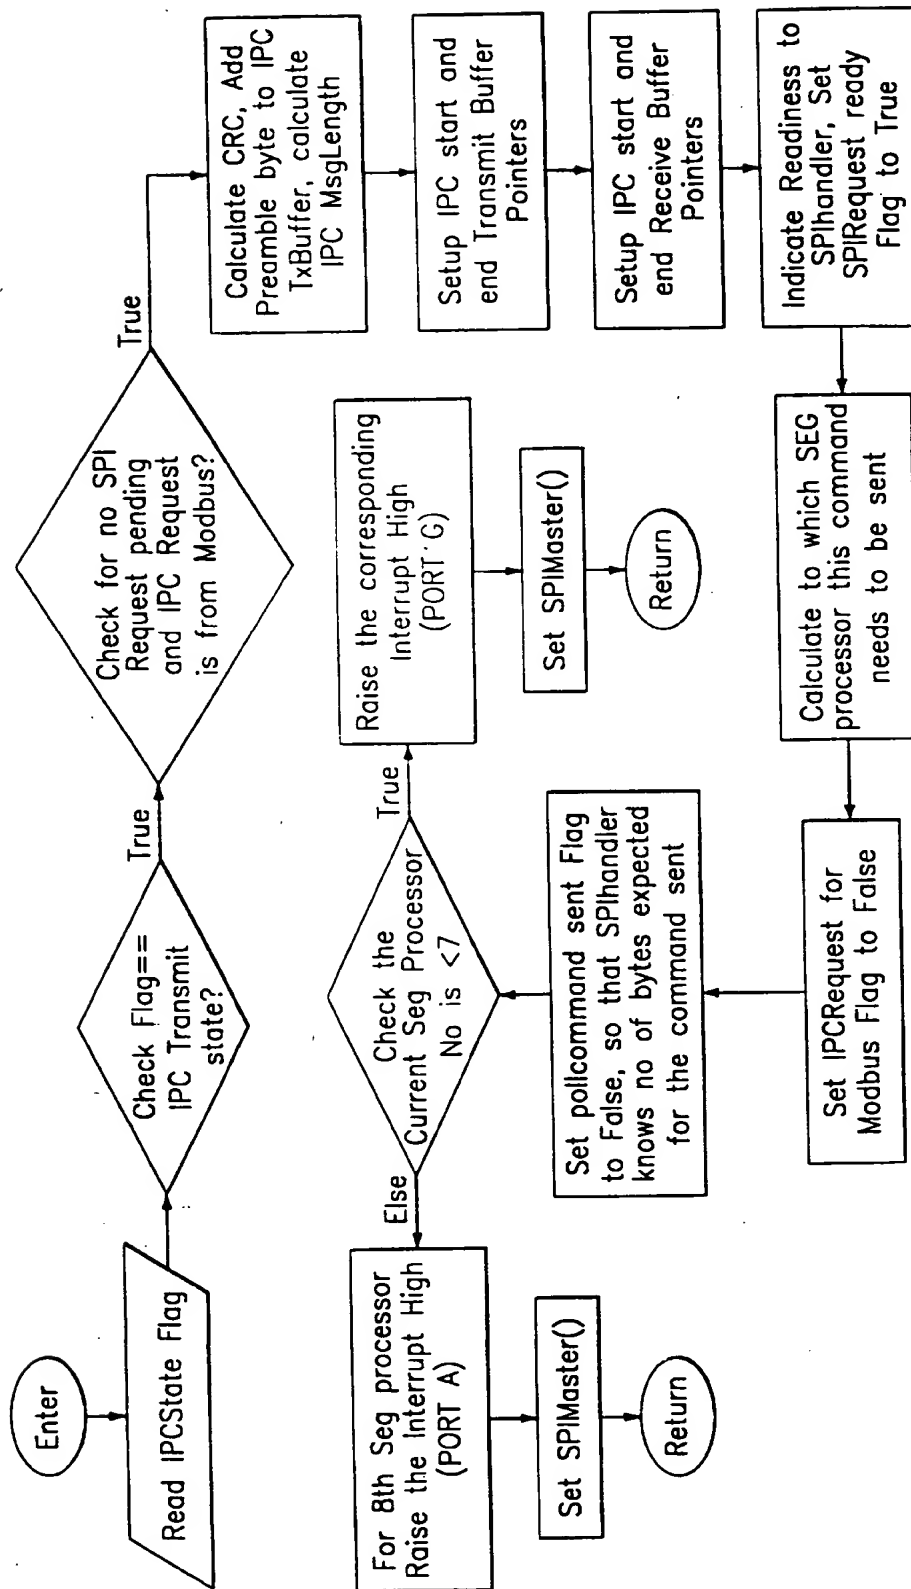 Enter
Read IPCState Flag
Check Flag==
IPC Transmit
state?
True
Check for no SPI
Request pending
and IPC Request
is from Modbus?
True
Calculate CRC, Add
Preamble byte to IPC
TxBuffer, calculate
IPC MsgLength
Setup IPC start and
end Transmit Buffer
Pointers
Setup IPC start and
end Receive Buffer
Pointers
Indicate Readiness to
SPIhandler, Set
SPIRequest ready
Flag to True
Calculate to which SEG
processor this command
needs to be sent
Set IPCRequest for
Modbus Flag to False
Set pollcommand sent Flag
to False, so that SPIhandler
knows no of bytes expected
for the command sent
Check the
Current Seg Processor
No is <7
True
Raise the corresponding
Interrupt High
(PORT G)
Set SPIMaster()
Return
Else
For 8th Seg processor
Raise the Interrupt High
(PORT A)
Set SPIMaster()
Return